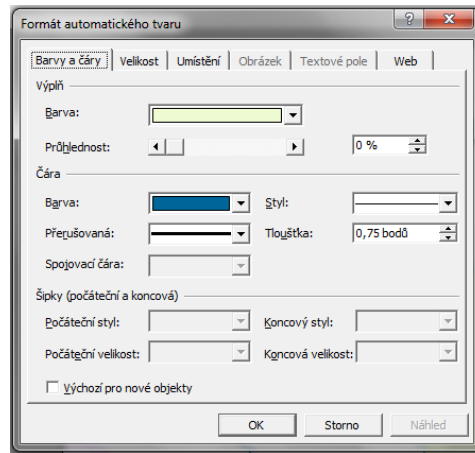 Formát automatického tvaru
Barvy a čáry Velikost Umístění Obrázek Textové pole Web
Výplň
Barva:
Průhlednost: 0 %
Čára
Barva: Styl:
Přerušovaná: Tloušťka: 0,75 bodů
Spojovací čára:
Šipky (počáteční a koncová)
Počáteční styl: Koncový styl:
Počáteční velikost: Koncová velikost:
Výchozí pro nové objekty
OK Storno Náhled